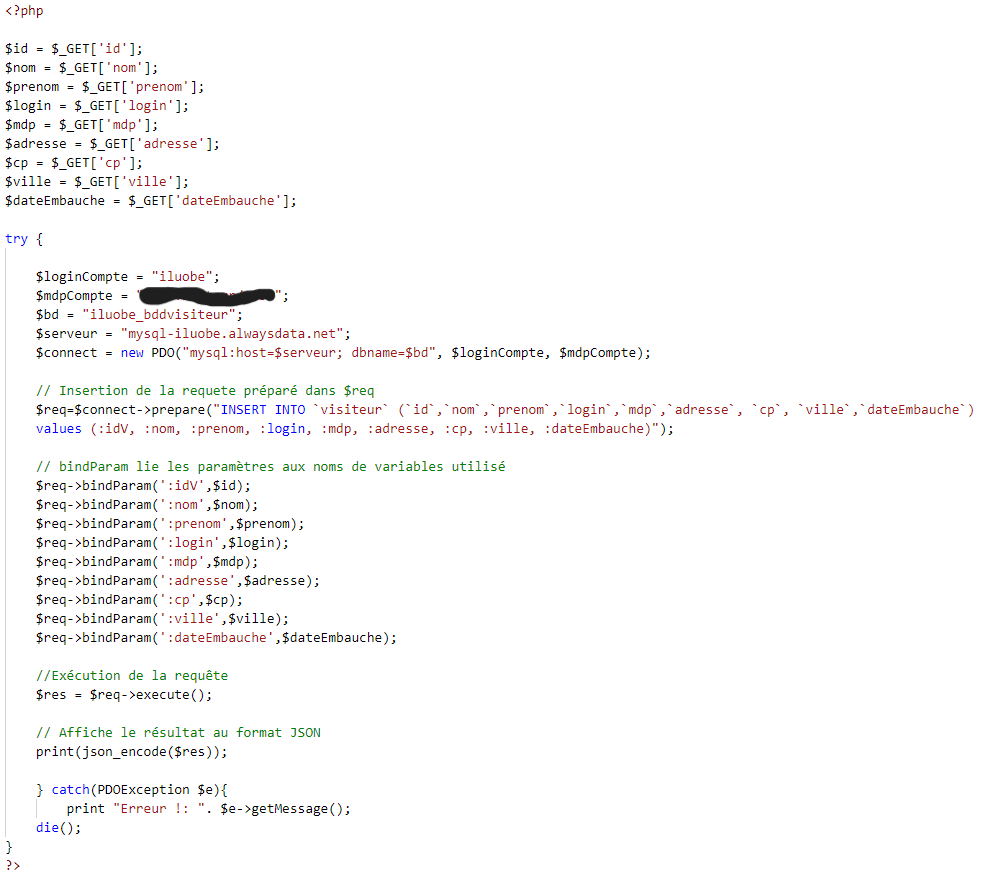 <?php
$id = $_GET['id'];
$nom = $_GET['nom'];
$prenom = $_GET['prenom'];
$login = $_GET['login'];
$mdp = $_GET['mdp'];
$adresse = $_GET['adresse'];
$cp = $_GET['cp'];
$ville = $_GET['ville'];
$dateEmbauche = $_GET['dateEmbauche'];
try {
$loginCompte = "iluobe";
$mdpCompte = "";
$bd = "iluobe_bddvisiteur";
$serveur = "mysql-iluobe.alwaysdata.net";
$connect = new PDO("mysql:host=$serveur; dbname=$bd", $loginCompte, $mdpCompte);
// Insertion de la requete préparé dans $req
$req=$connect->prepare("INSERT INTO `visiteur` (`id`,`nom`,`prenom`,`login`,`mdp`,`adresse`, `cp`, `ville`,`dateEmbauche`)
values (:idV, :nom, :prenom, :login, :mdp, :adresse, :cp, :ville, :dateEmbauche)");
// bindParam lie les paramètres aux noms de variables utilisé
$req->bindParam(':idV',$id);
$req->bindParam(':nom',$nom);
$req->bindParam(':prenom',$prenom);
$req->bindParam(':login',$login);
$req->bindParam(':mdp',$mdp);
$req->bindParam(':adresse',$adresse);
$req->bindParam(':cp',$cp);
$req->bindParam(':ville',$ville);
$req->bindParam(':dateEmbauche',$dateEmbauche);
//Exécution de la requête
$res = $req->execute();
// Affiche le résultat au format JSON
print(json_encode($res));
} catch(PDOException $e){
print "Erreur !: ". $e->getMessage();
die();
}
?>